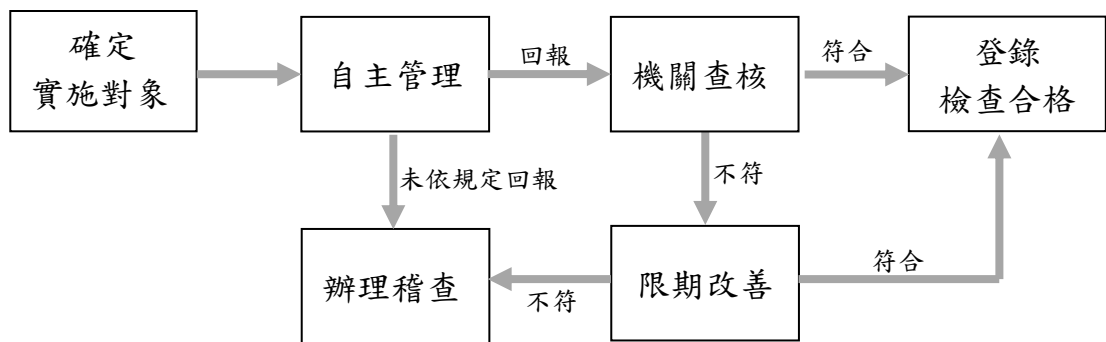 確定
實施對象
自主管理
回報
機關查核
符合
登錄
檢查合格
未依規定回報
不符
辦理稽查
不符
限期改善
符合